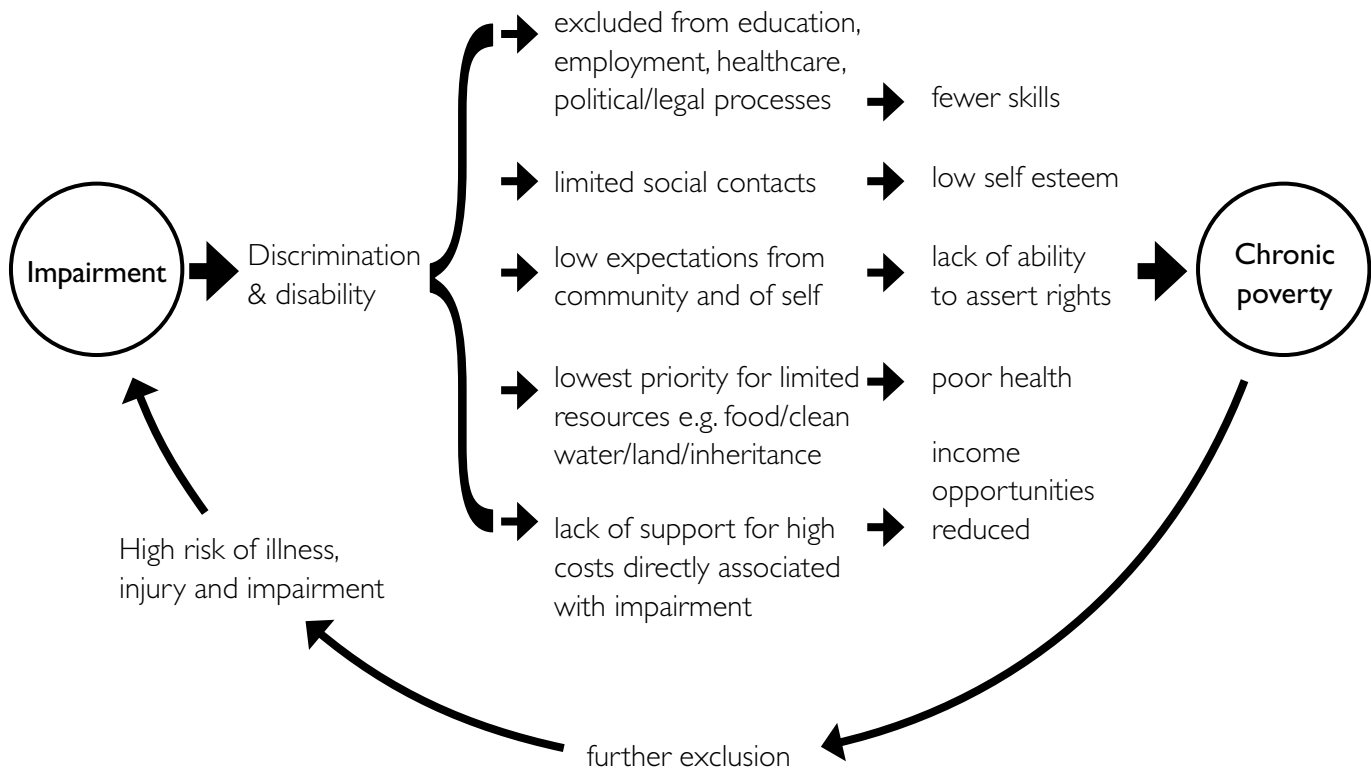 excluded from education,
employment, healthcare,
political/legal processes
fewer skills
limited social contacts
low self esteem
Impairment
Discrimination
& disability
low expectations from
community and of self
lack of ability
to assert rights
Chronic
poverty
lowest priority for limited
resources e.g. food/clean
water/land/inheritance
poor health
income
opportunities
reduced
lack of support for high
costs directly associated
with impairment
High risk of illness,
injury and impairment
further exclusion